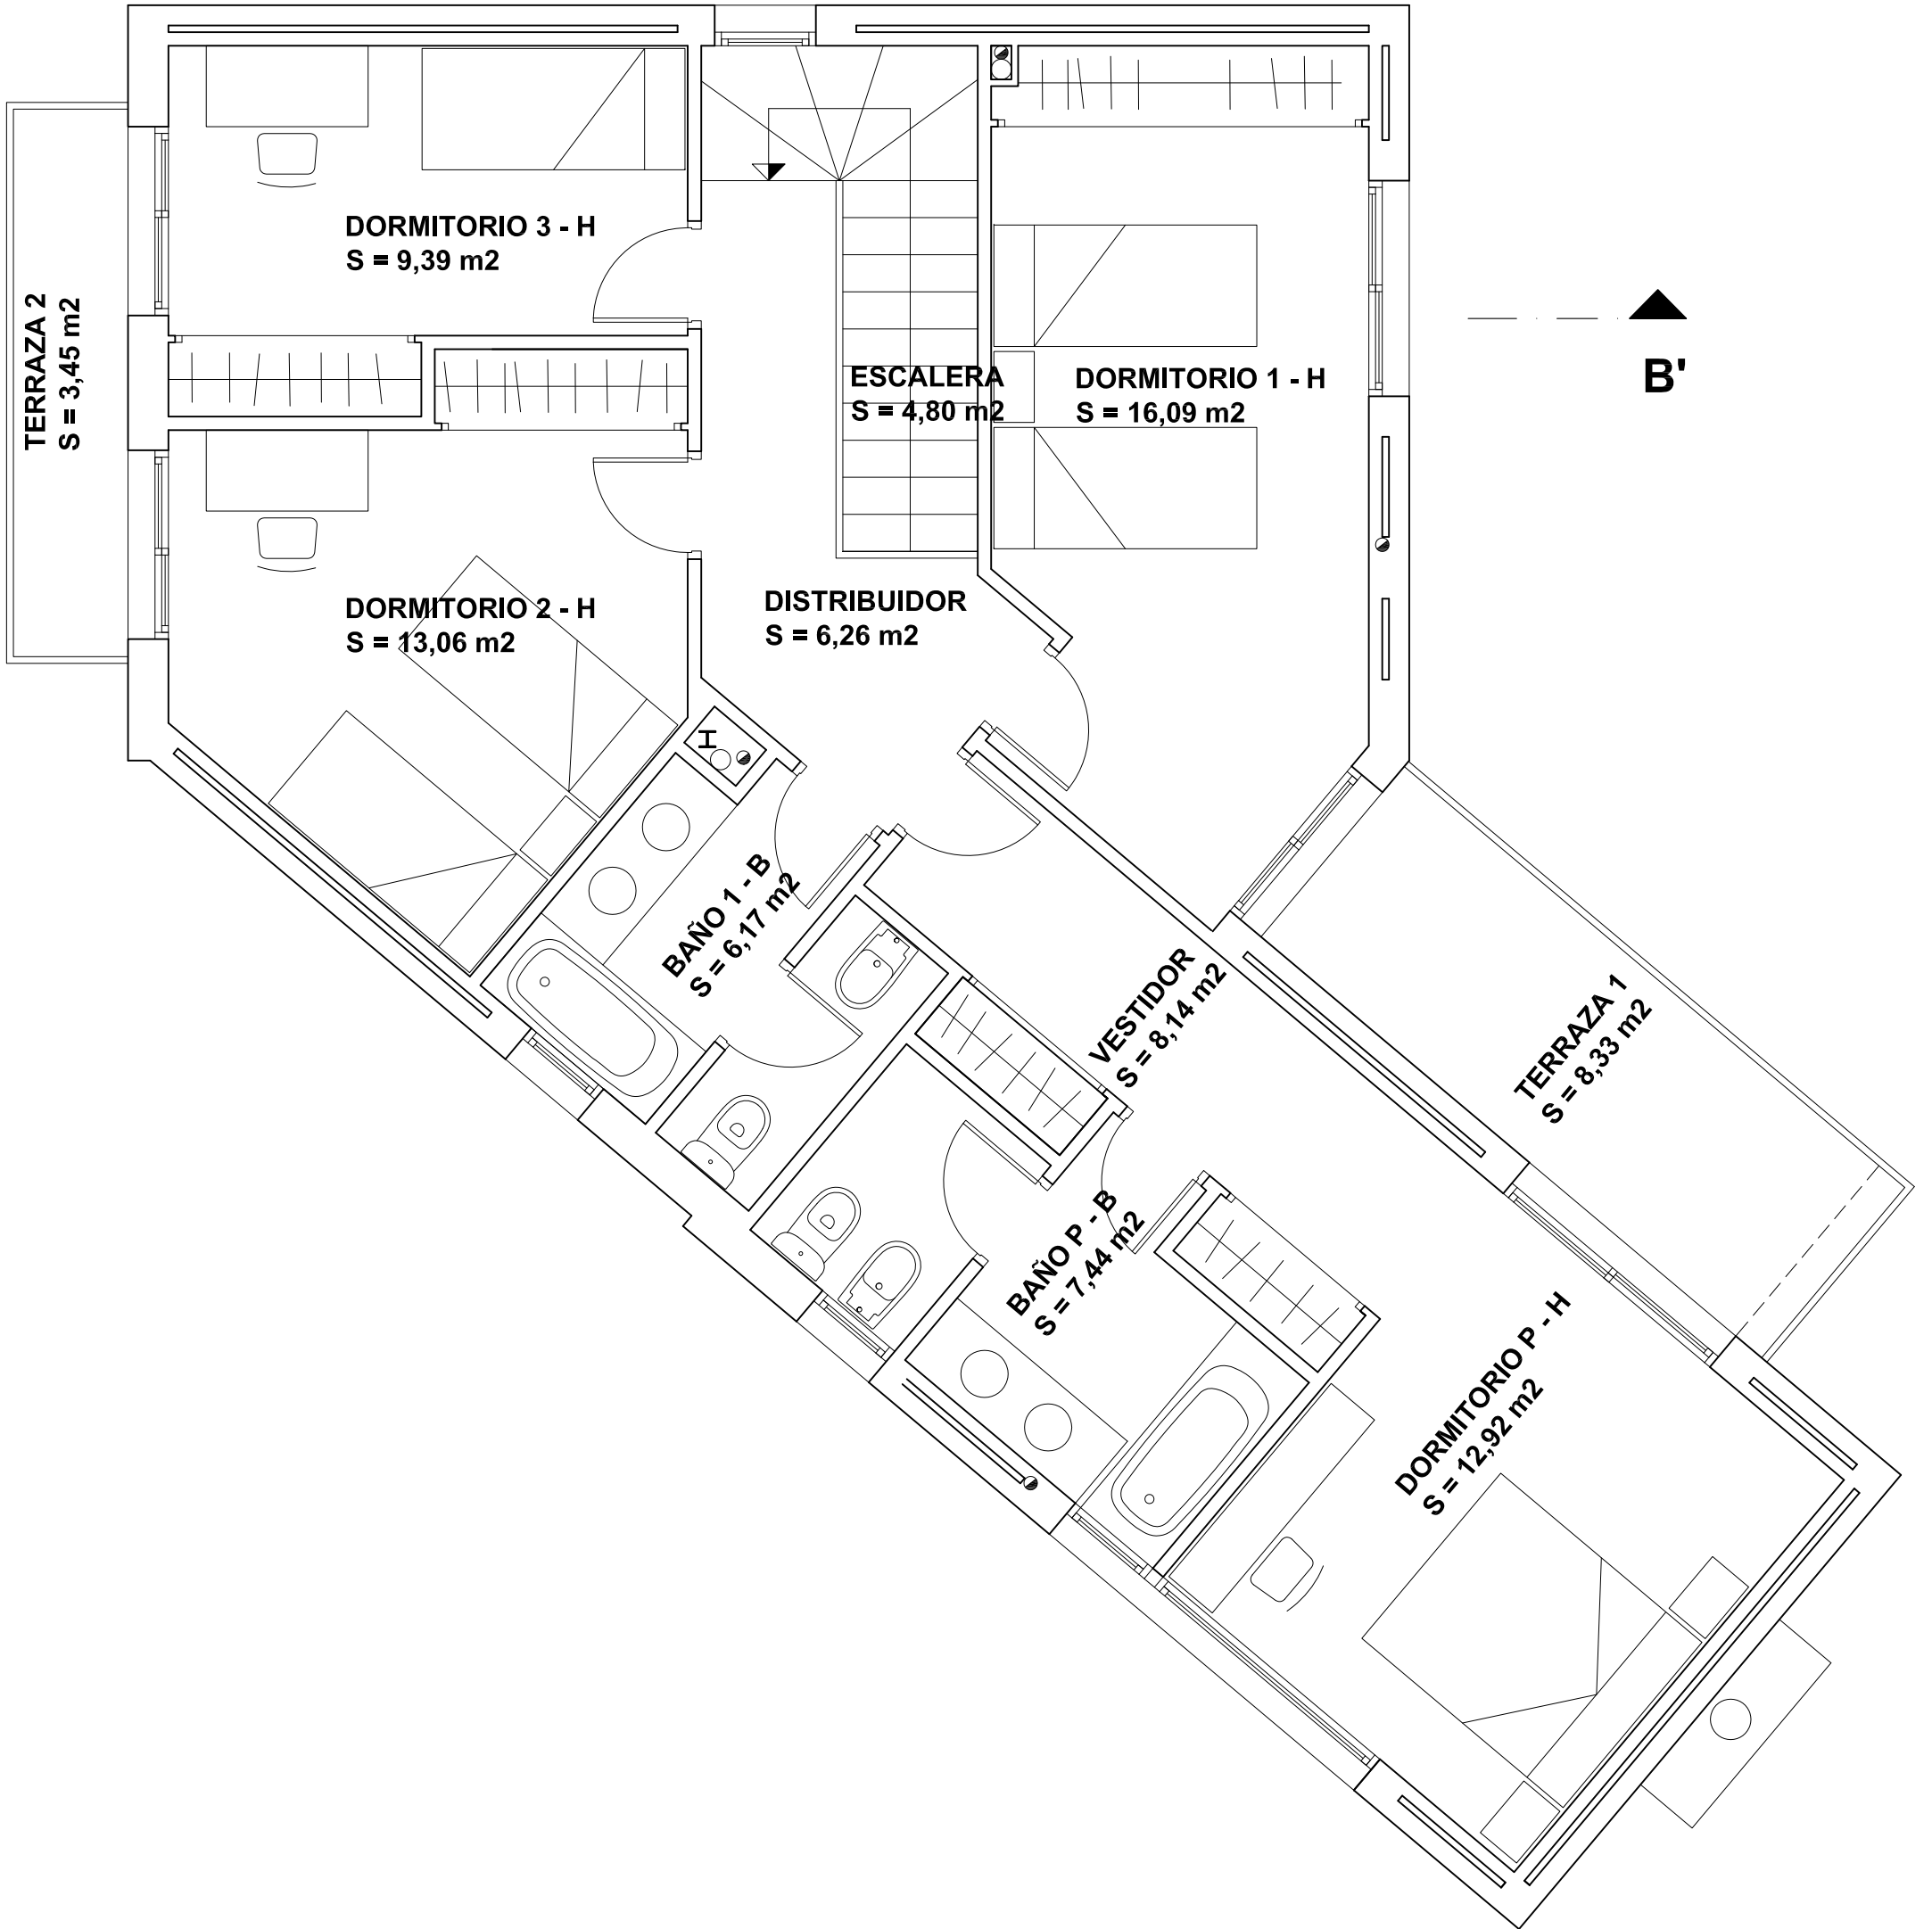 DORMITORIO 3 - H
S = 9,39 m2
TERRAZA 2
S = 3,45 m2
ESCALERA
S = 4,80 m2
DORMITORIO 1 - H
S = 16,09 m2
B'
DORMITORIO 2 - H
S = 13,06 m2
DISTRIBUIDOR
S = 6,26 m2
H
BAÑO 1 - B
S = 6,17 m2
VESTIDOR
S = 8,14 m2
TERRAZA 1
S = 8,33 m2
BAÑO P - B
S = 7,44 m2
DORMITORIO P - H
S = 12,92 m2